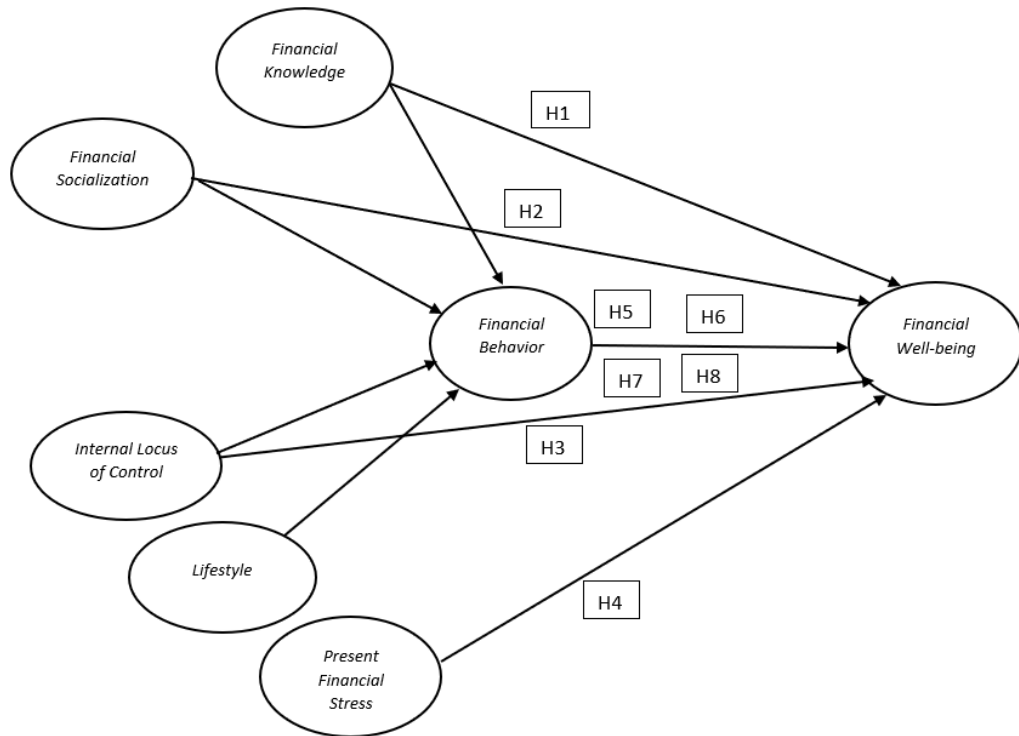 Financial
Knowledge
H1
Financial
Socialization
H2
Financial
Behavior
H5
H6
Financial
Well-being
H7
H8
Internal Locus
of Control
H3
Lifestyle
H4
Present
Financial
Stress